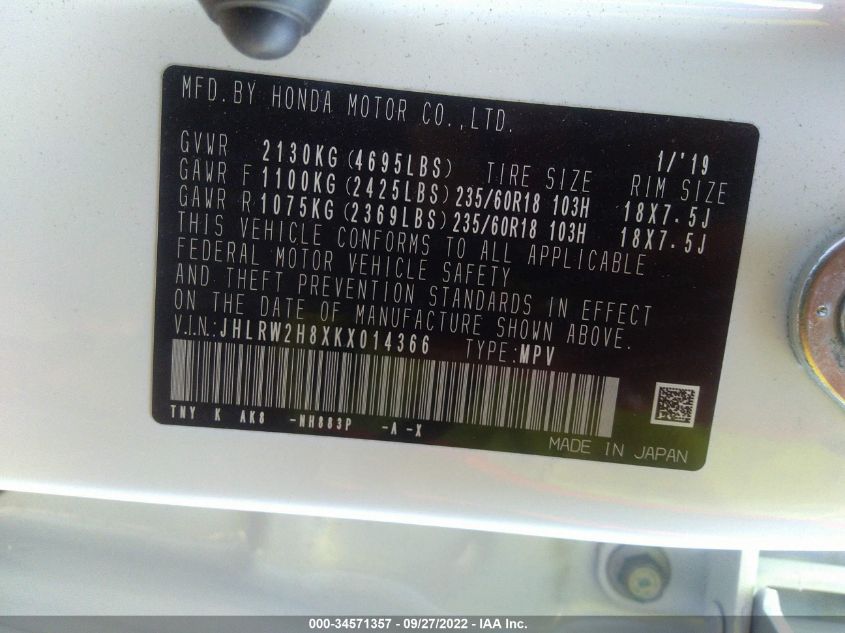 MFD. BY HONDA MOTOR CO., LTD.
1/'19
GVWR 2130KG (4695LBS) TIRE SIZE RIM SIZE
GAWR F 1100KG (2425LBS) 235/60R18 103H 18X7.5J
GAWR R 1075KG (2369LBS) 235/60R18 103H 18X7.5J
THIS VEHICLE CONFORMS TO ALL APPLICABLE
FEDERAL MOTOR VEHICLE SAFETY
AND THEFT PREVENTION STANDARDS IN EFFECT
ON THE DATE OF MANUFACTURE SHOWN ABOVE.
V.I.N.: JHLRW2H8XKX014366 TYPE: MPV
TNY K AK8 -NH883P -A -X
MADE IN JAPAN
000-34571357 - 09/27/2022 - IAA Inc.